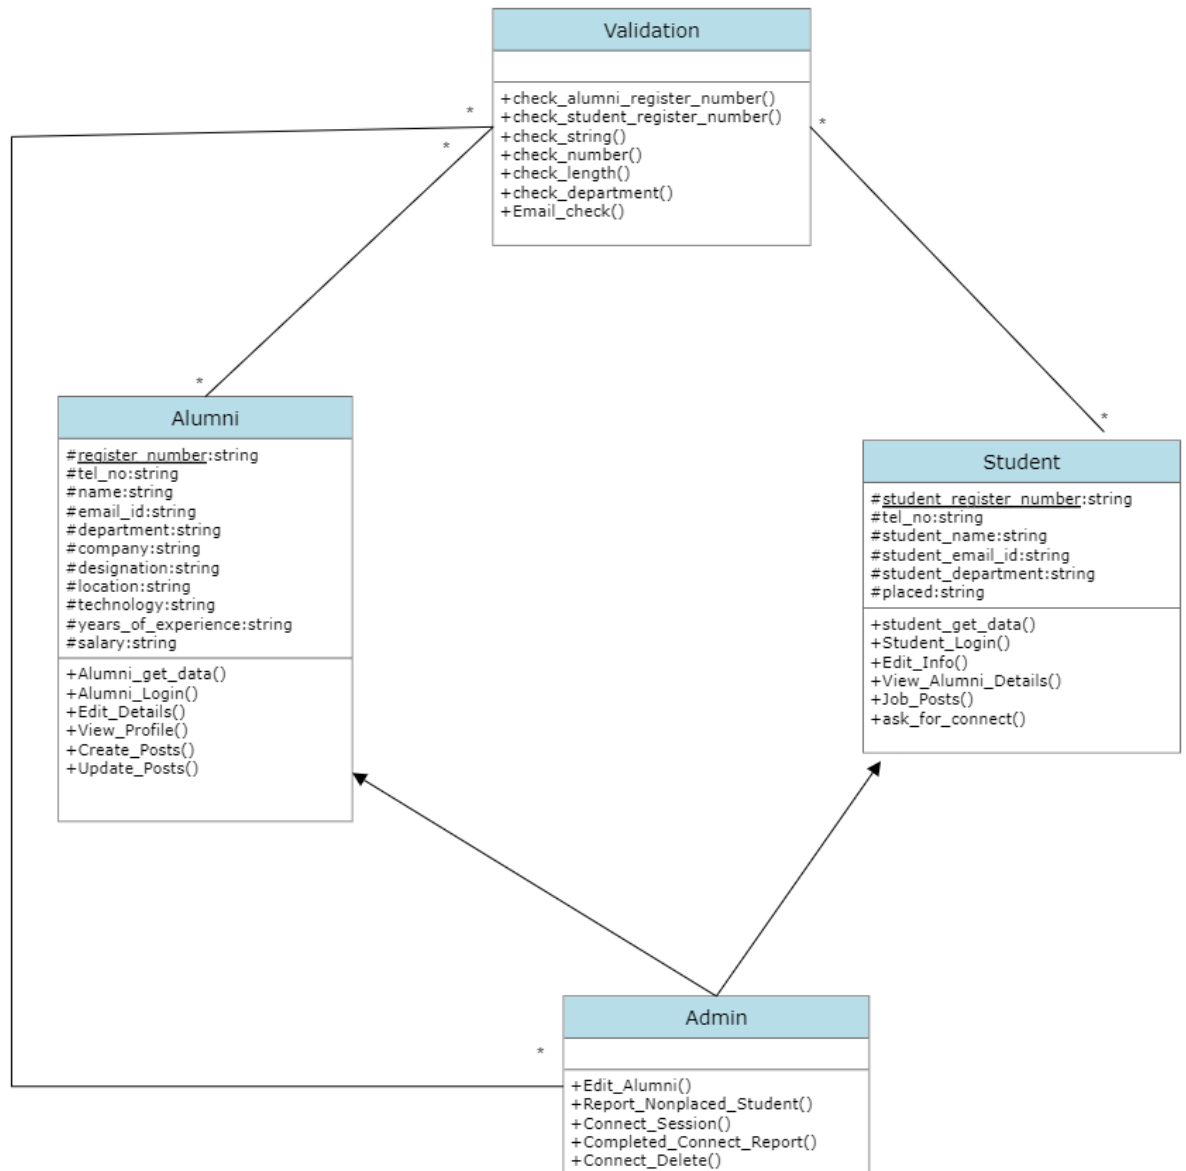 Validation
+check_alumni_register_number()
+check_student_register_number()
+check_string()
+check_number()
+check_length()
+check_department()
+Email_check()
*
*
*
*
*
Alumni
#register_number:string
#tel_no:string
#name:string
#email_id:string
#department:string
#company:string
#designation:string
#location:string
#technology:string
#years_of_experience:string
#salary:string
+Alumni_get_data()
+Alumni_Login()
+Edit_Details()
+View_Profile()
+Create_Posts()
+Update_Posts()
Student
#student_register_number:string
#tel_no:string
#student_name:string
#student_email_id:string
#student_department:string
#placed:string
+student_get_data()
+Student_Login()
+Edit_Info()
+View_Alumni_Details()
+Job_Posts()
+ask_for_connect()
*
Admin
+Edit_Alumni()
+Report_Nonplaced_Student()
+Connect_Session()
+Completed_Connect_Report()
+Connect_Delete()